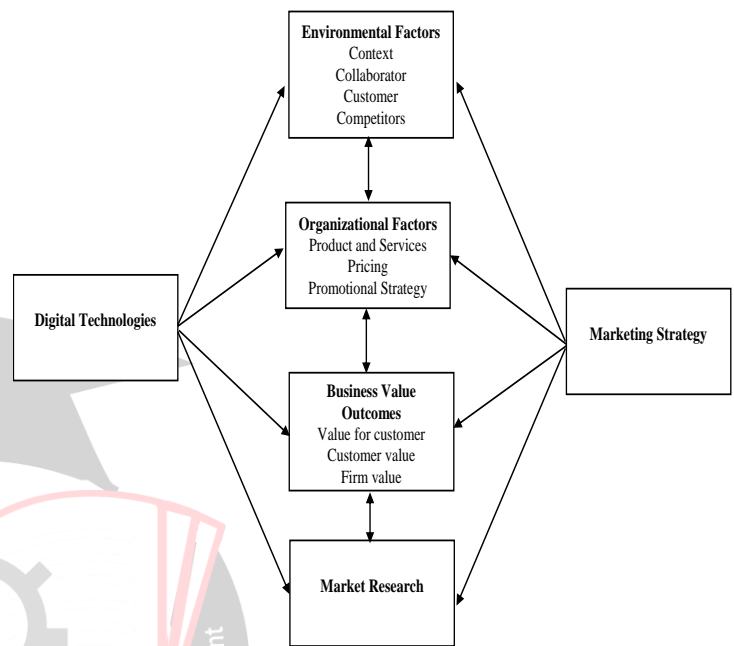 Environmental Factors
Context
Collaborator
Customer
Competitors
Organizational Factors
Product and Services
Pricing
Promotional Strategy
Digital Technologies
Marketing Strategy
Business Value
Outcomes
Value for customer
Customer value
Firm value
Market Research